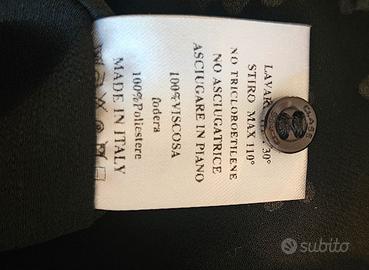 LAVARE 30°
STIRO MAX 110°
NO TRICLOROETILENE
NO ASCIUGATRICE
ASCIUGARE IN PIANO
100%VISCOSA
fodera
100%Poliestere
MADE IN ITALY
CLASS
subito